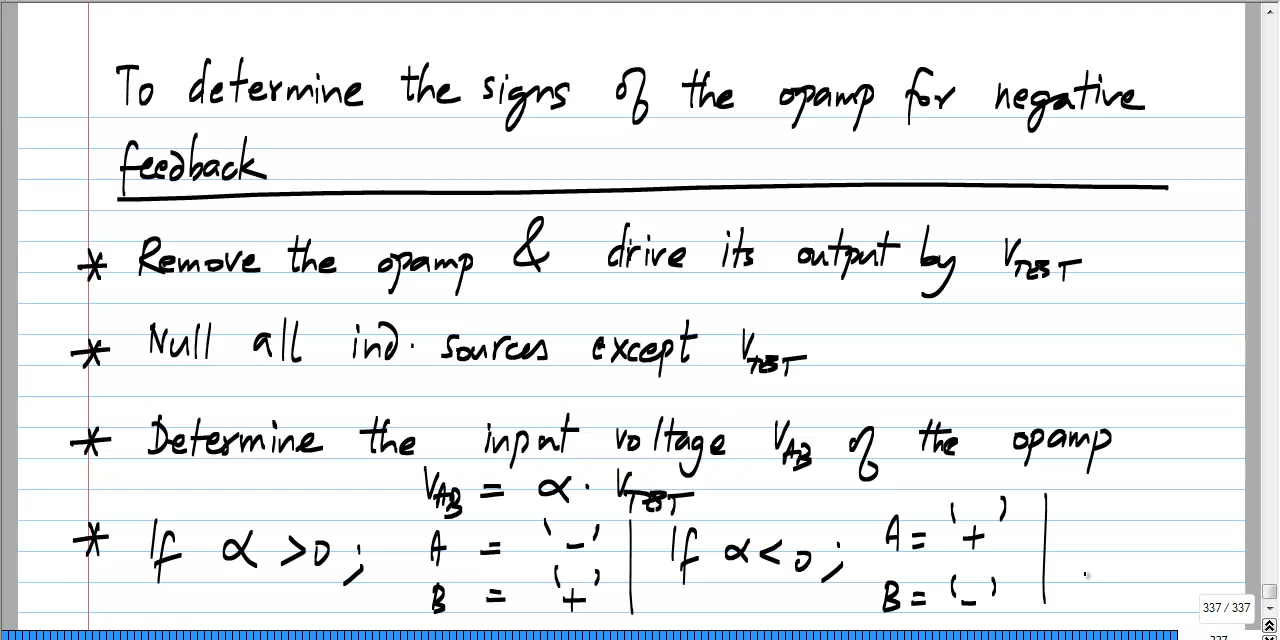 To determine the signs of the opamp for negative
feedback
* Remove the opamp & drive its output by V_TEST
* Null all ind. sources except V_TEST
* Determine the input voltage V_AB of the opamp
V_AB = α · V_TEST
* If α > 0 ; A = '-' | If α < 0 ; A = '+' |
B = '+' B = '-'
337 / 337
337